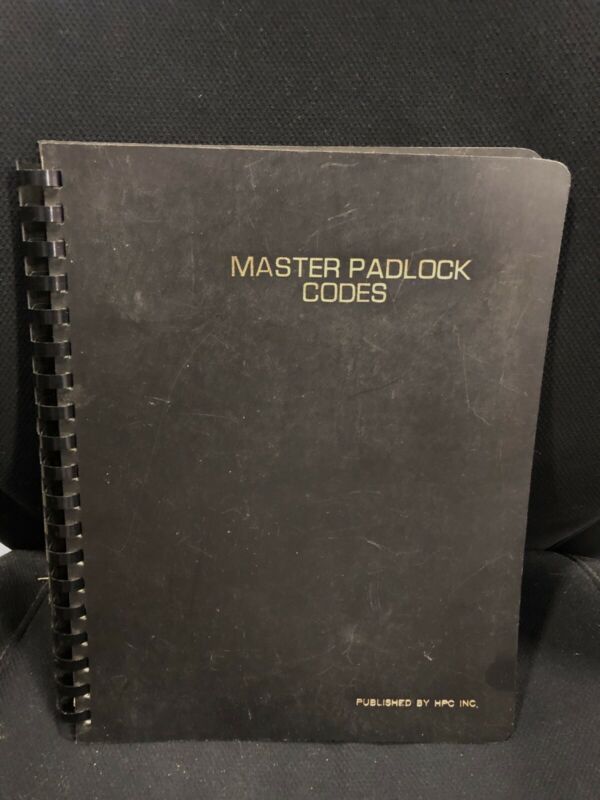 MASTER PADLOCK
CODES
PUBLISHED BY HPC INC.